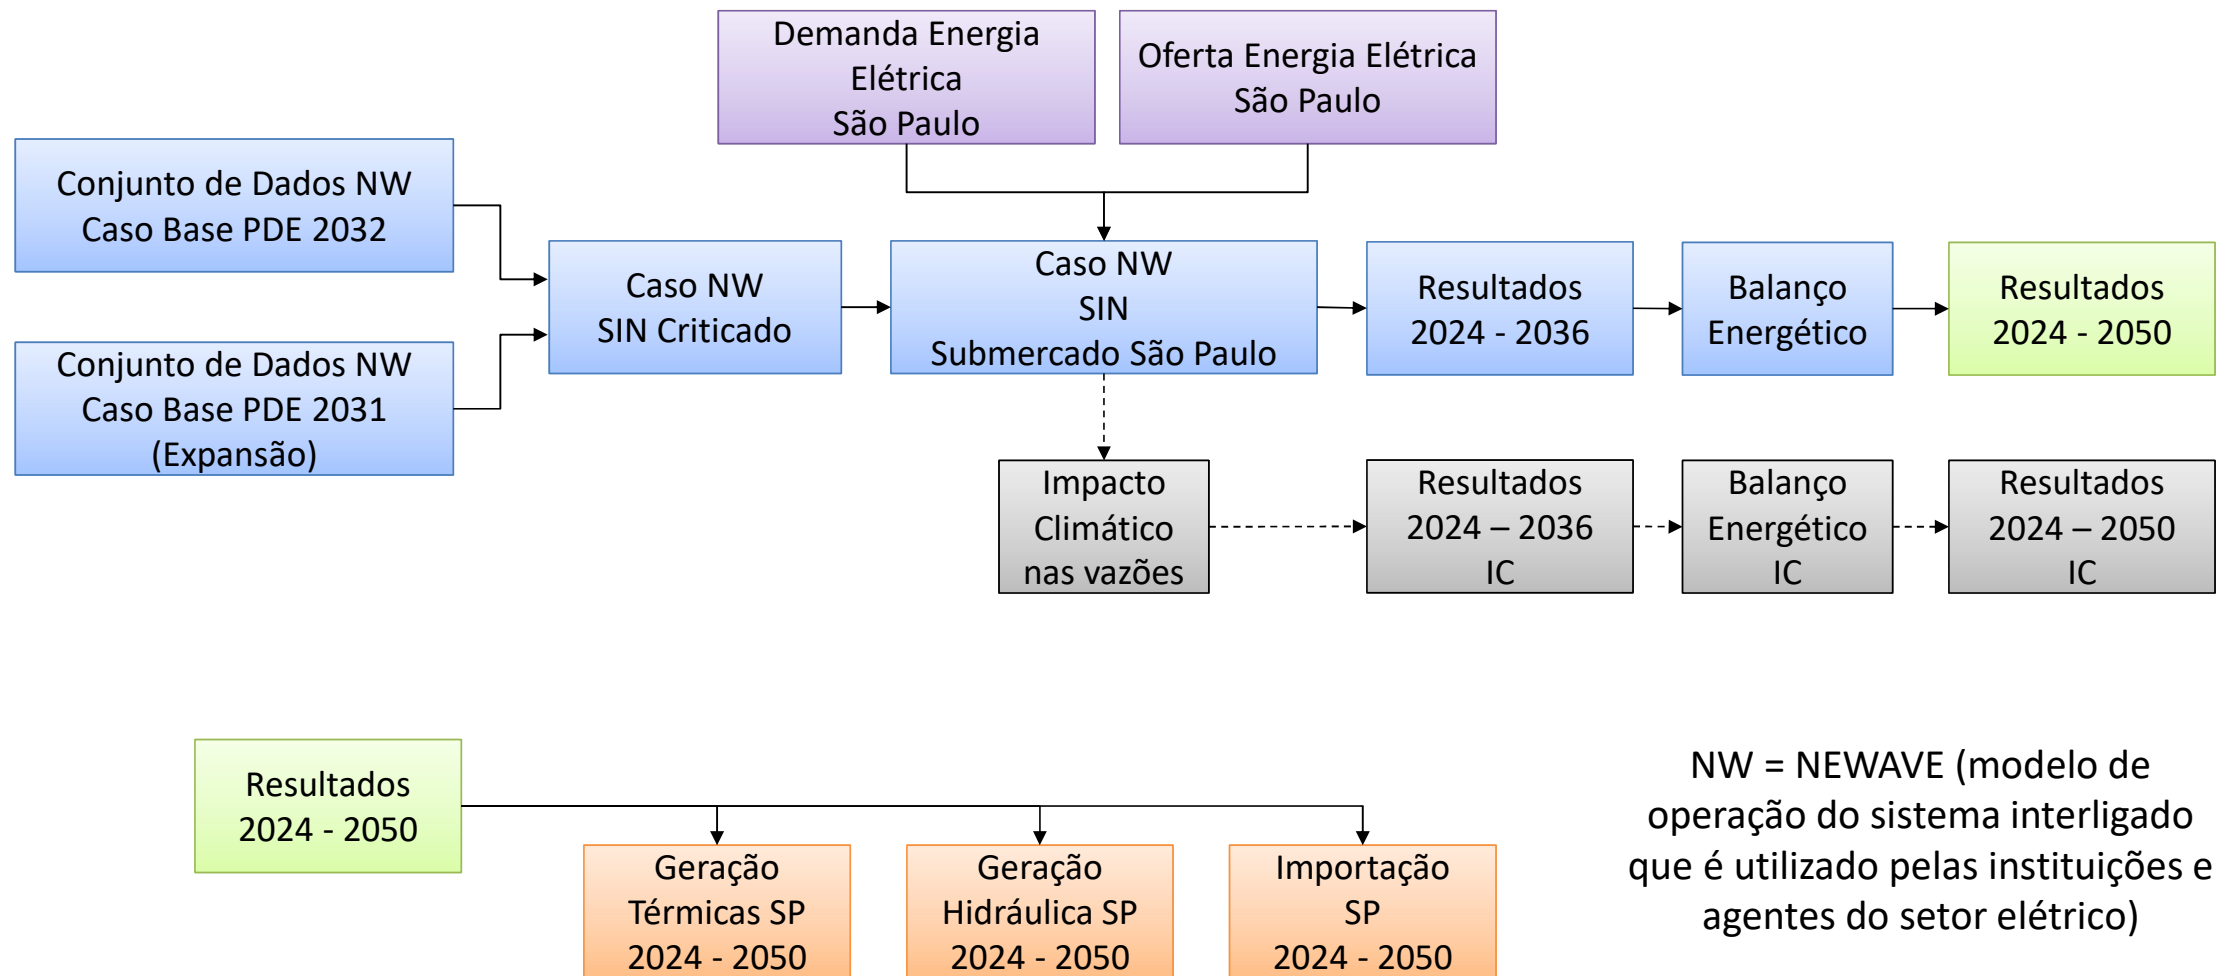 Demanda Energia
Elétrica
São Paulo
Oferta Energia Elétrica
São Paulo
Conjunto de Dados NW
Caso Base PDE 2032
Conjunto de Dados NW
Caso Base PDE 2031
(Expansão)
Caso NW
SIN Criticado
Caso NW
SIN
Submercado São Paulo
Resultados
2024 - 2036
Balanço
Energético
Resultados
2024 - 2050
Impacto
Climático
nas vazões
Resultados
2024 – 2036
IC
Balanço
Energético
IC
Resultados
2024 – 2050
IC
Resultados
2024 - 2050
Geração
Térmicas SP
2024 - 2050
Geração
Hidráulica SP
2024 - 2050
Importação
SP
2024 - 2050
NW = NEWAVE (modelo de
operação do sistema interligado
que é utilizado pelas instituições e
agentes do setor elétrico)